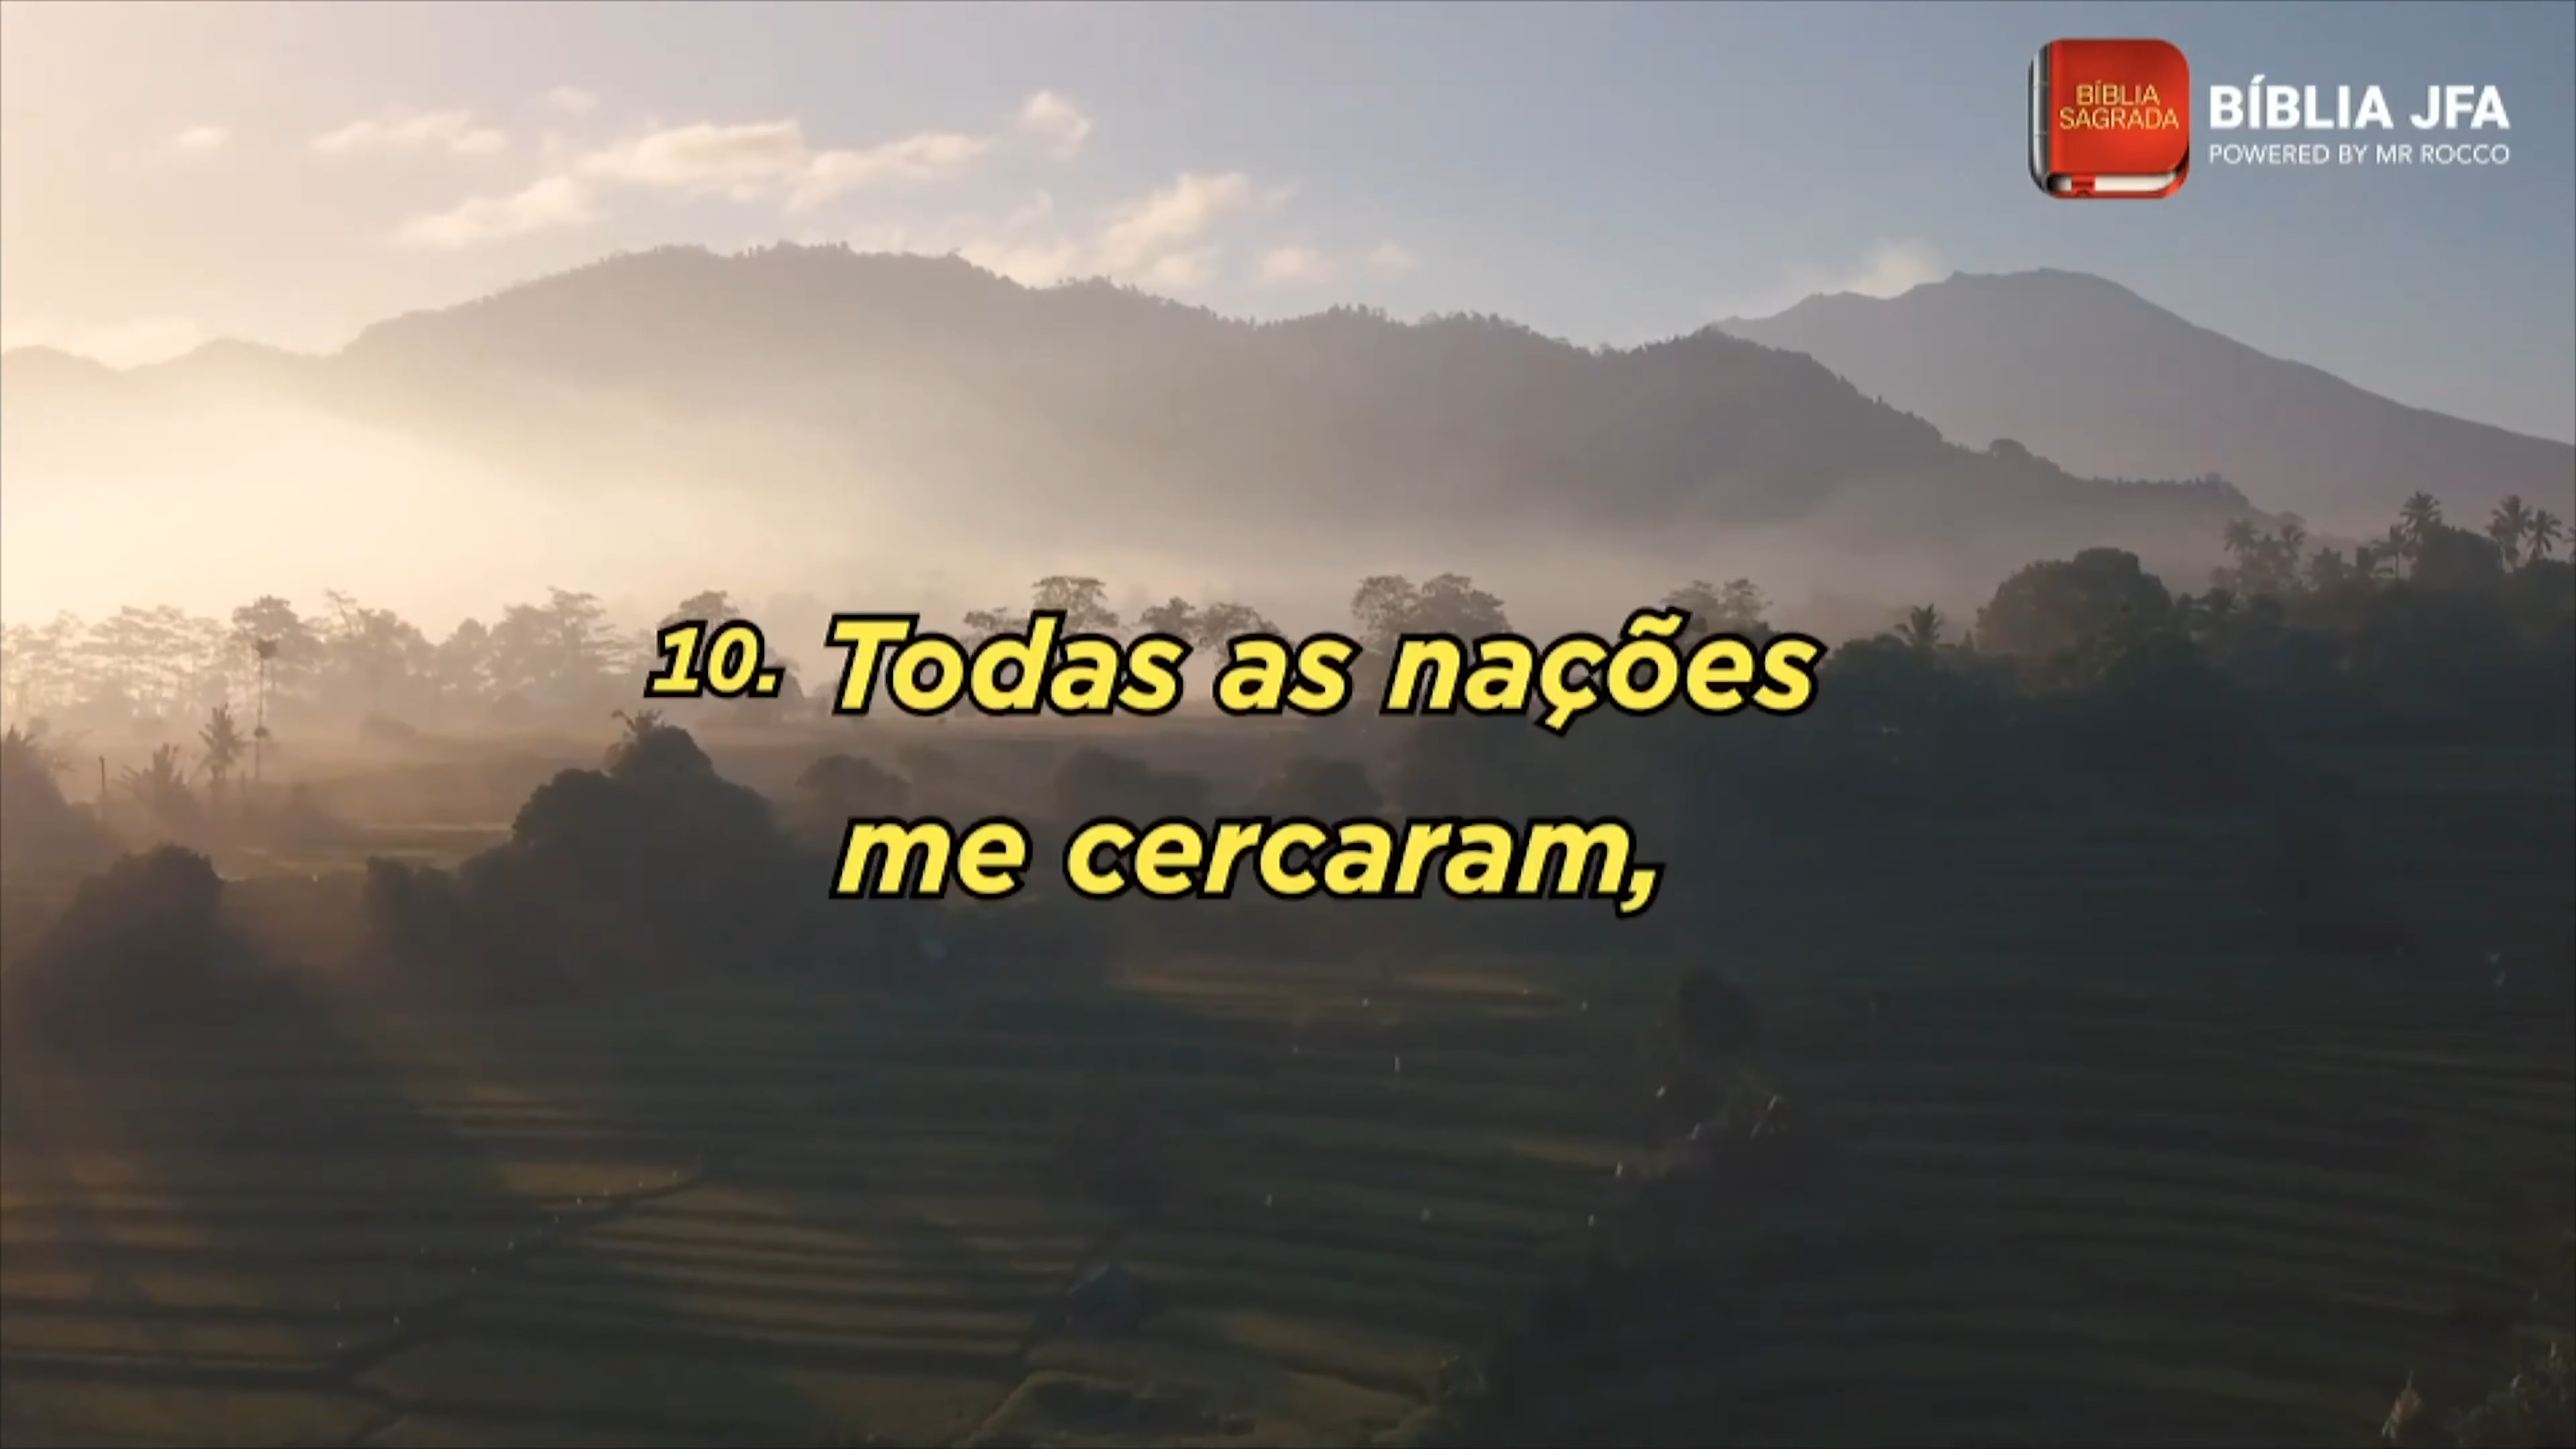 BÍBLIA
SAGRADA
BÍBLIA JFA
POWERED BY MR ROCCO
10. Todas as nações
me cercaram,